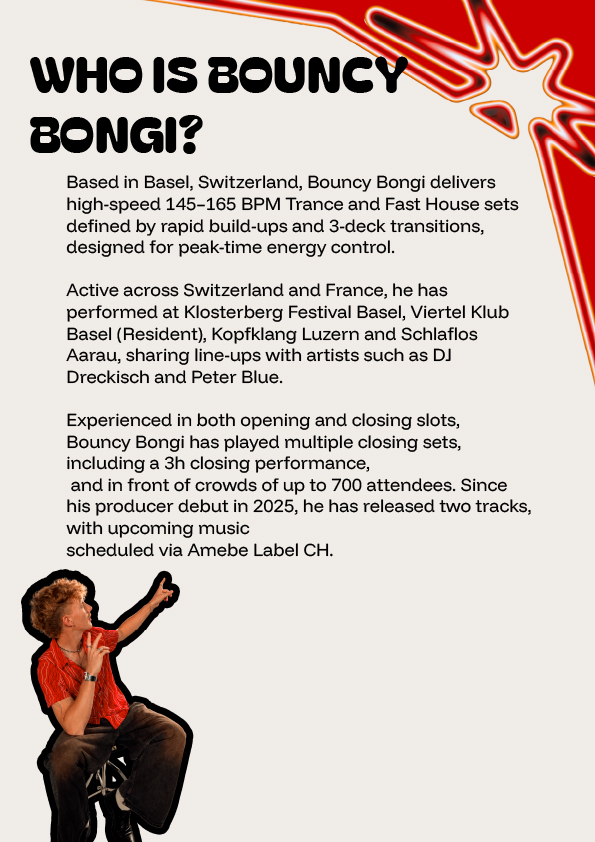 WHO IS BOUNCY
BONGI?
Based in Basel, Switzerland, Bouncy Bongi delivers
high-speed 145–165 BPM Trance and Fast House sets
defined by rapid build-ups and 3-deck transitions,
designed for peak-time energy control.
Active across Switzerland and France, he has
performed at Klosterberg Festival Basel, Viertel Klub
Basel (Resident), Kopfklang Luzern and Schlaflos
Aarau, sharing line-ups with artists such as DJ
Dreckisch and Peter Blue.
Experienced in both opening and closing slots,
Bouncy Bongi has played multiple closing sets,
including a 3h closing performance,
and in front of crowds of up to 700 attendees. Since
his producer debut in 2025, he has released two tracks,
with upcoming music
scheduled via Amebe Label CH.